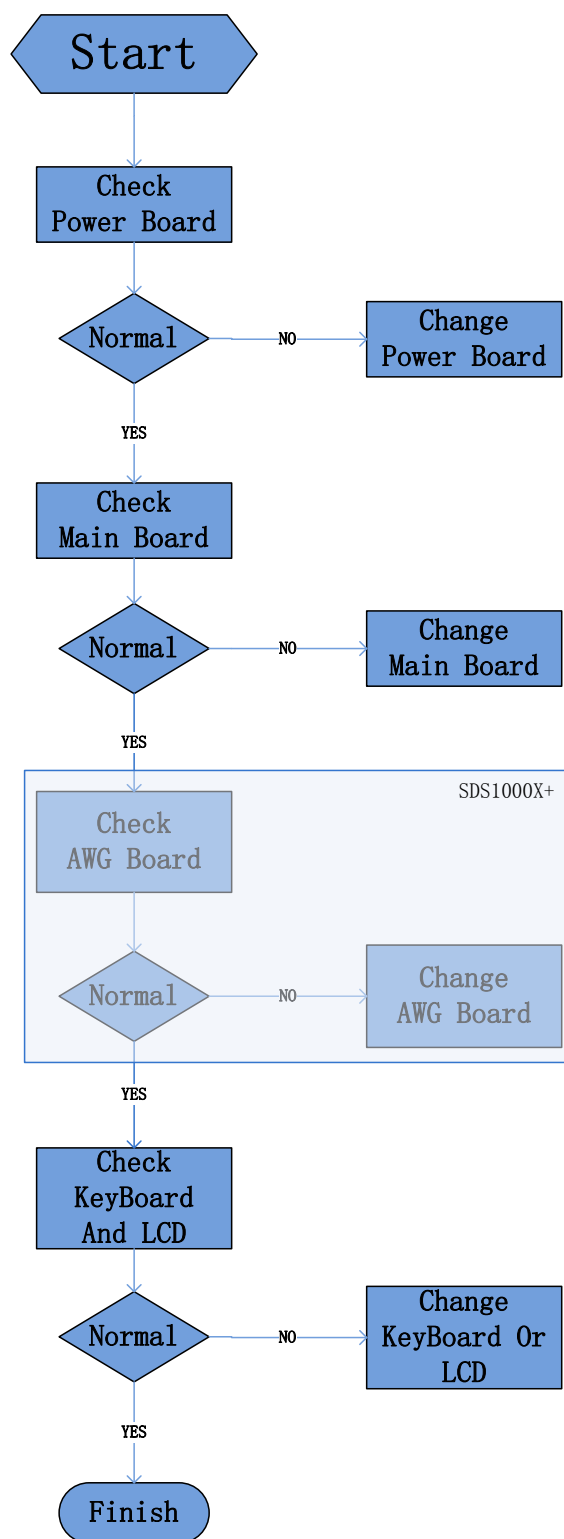 Start
Check
Power Board
Normal
NO
Change
Power Board
YES
Check
Main Board
Normal
NO
Change
Main Board
YES
SDS1000X+
Check
AWG Board
Normal
NO
Change
AWG Board
YES
Check
KeyBoard
And LCD
Normal
NO
Change
KeyBoard Or
LCD
YES
Finish